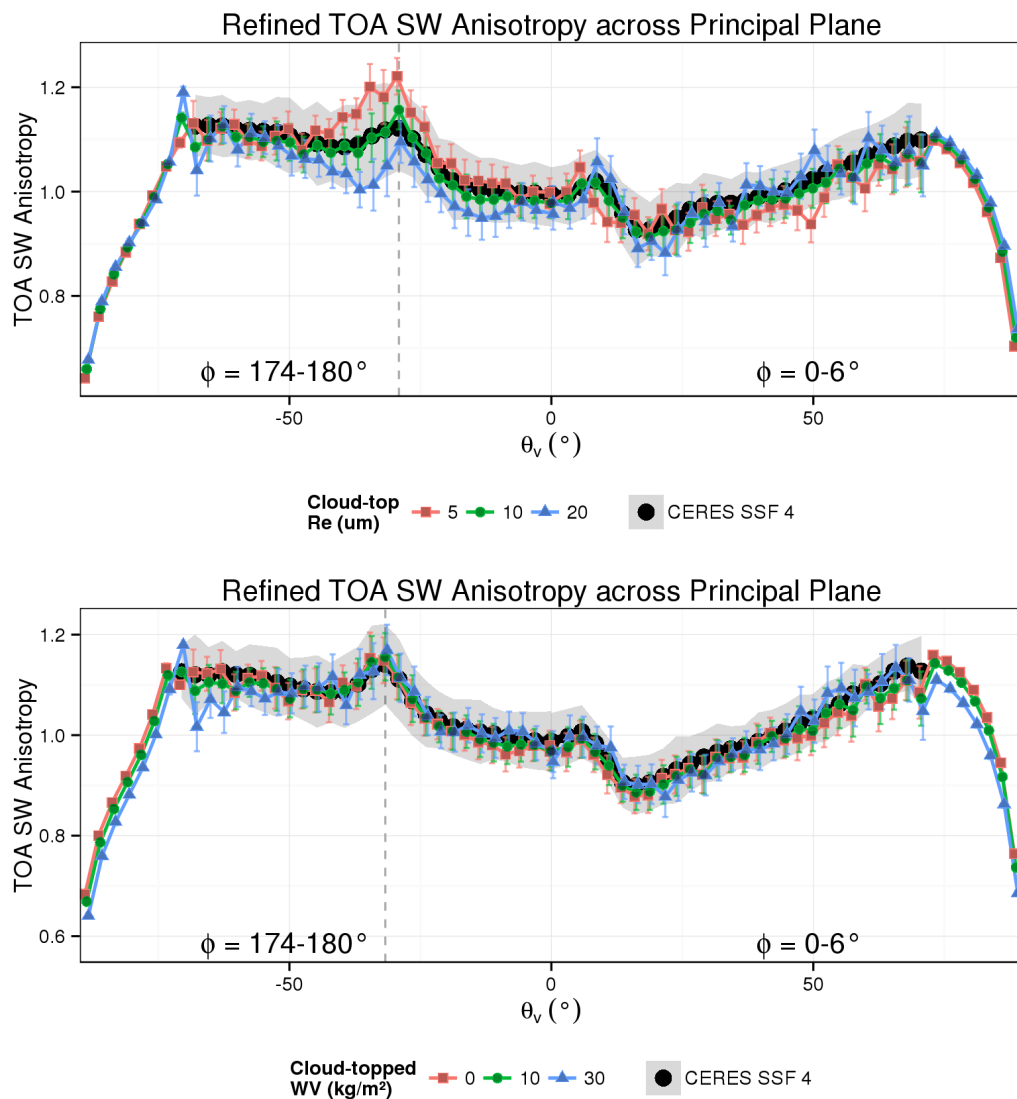 Refined TOA SW Anisotropy across Principal Plane
TOA SW Anisotropy
1.2
1.0
0.8
ϕ = 174-180°
ϕ = 0-6°
-50
0
50
θv (°)
Cloud-top
Re (um)
5
10
20
CERES SSF 4
Refined TOA SW Anisotropy across Principal Plane
TOA SW Anisotropy
1.2
1.0
0.8
0.6
ϕ = 174-180°
ϕ = 0-6°
-50
0
50
θv (°)
Cloud-topped
WV (kg/m²)
0
10
30
CERES SSF 4